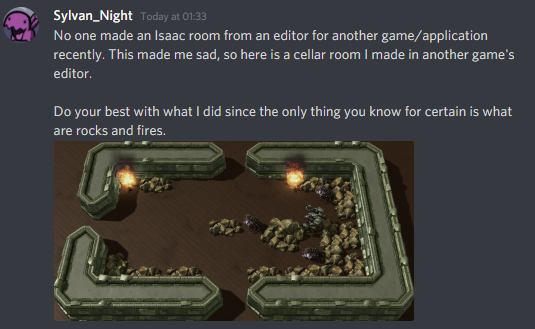 Sylvan_Night Today at 01:33
No one made an Isaac room from an editor for another game/application
recently. This made me sad, so here is a cellar room I made in another game's
editor.
Do your best with what I did since the only thing you know for certain is what
are rocks and fires.